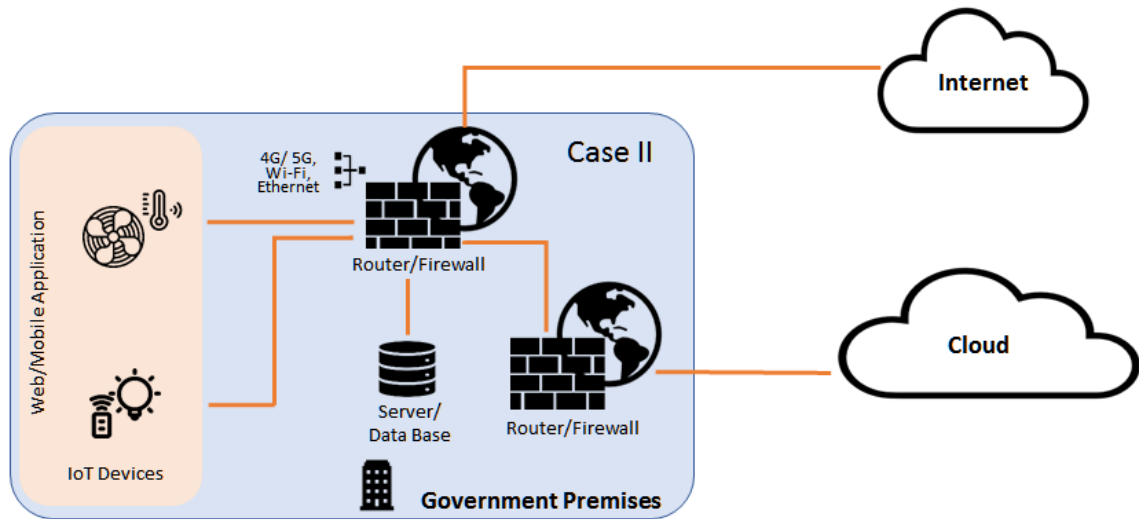 Internet
Case II
4G/ 5G,
Wi-Fi,
Ethernet
Web/Mobile Application
Router/Firewall
Cloud
Server/
Data Base
Router/Firewall
IoT Devices
Government Premises